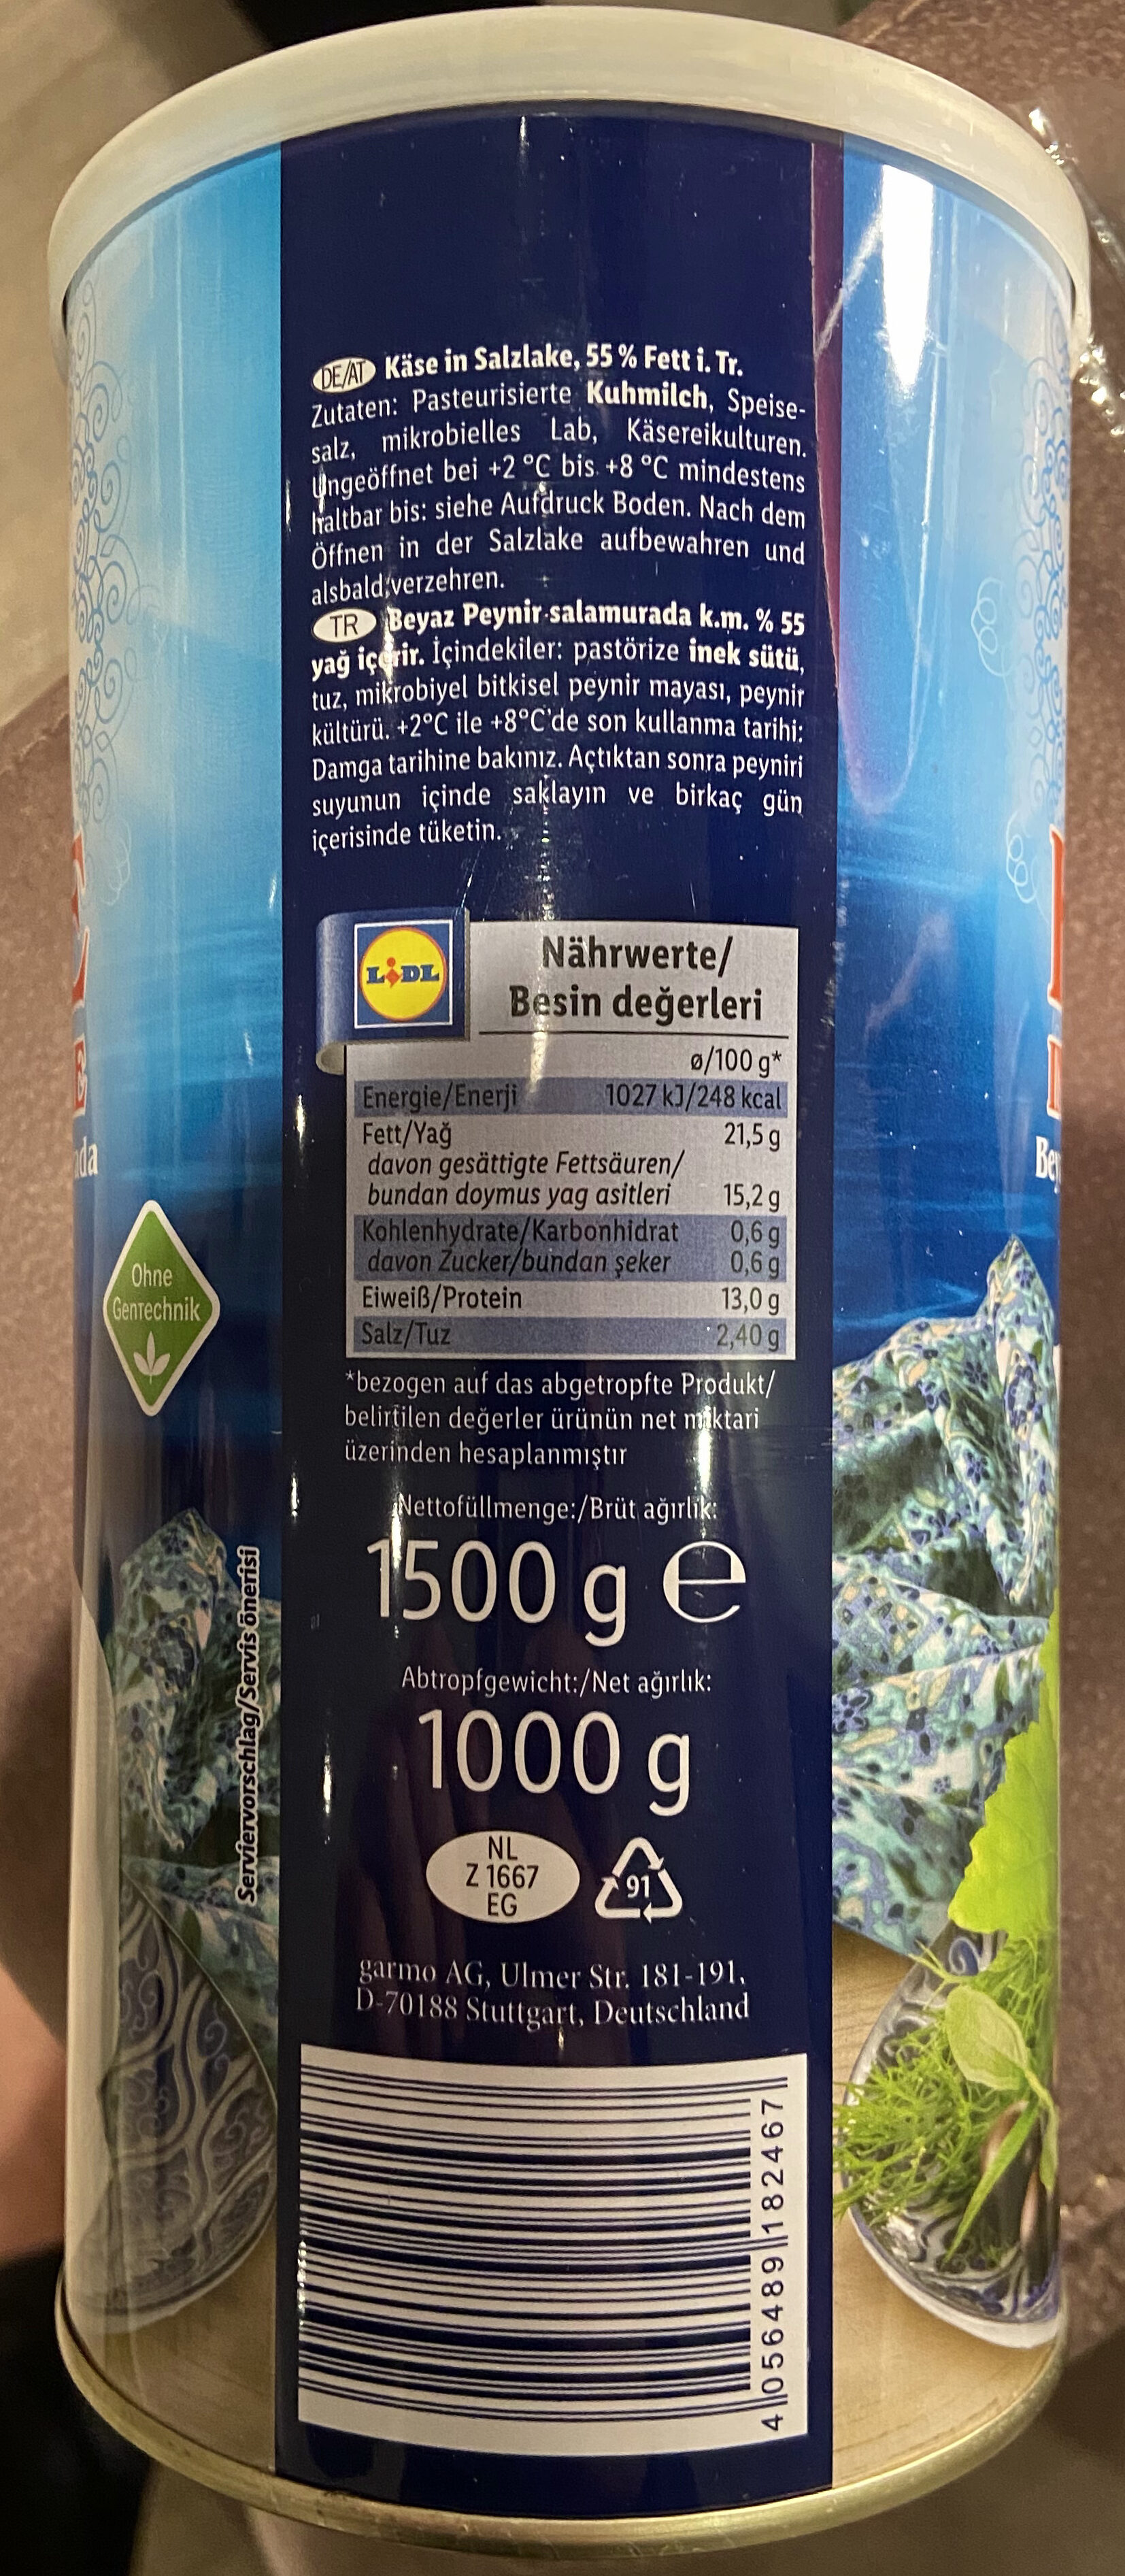 DE/AT Käse in Salzlake, 55 % Fett i. Tr.
Zutaten: Pasteurisierte Kuhmilch, Speise-
salz, mikrobielles Lab, Käsereikulturen.
Ungeöffnet bei +2 °C bis +8 °C mindestens
haltbar bis: siehe Aufdruck Boden. Nach dem
Öffnen in der Salzlake aufbewahren und
alsbald verzehren.
TR Beyaz Peynir salamurada k.m. % 55
yağ içerir. İçindekiler: pastörize inek sütü,
tuz, mikrobiyel bitkisel peynir mayası, peynir
kültürü. +2°C ile +8°C'de son kullanma tarihi:
Damga tarihine bakınız. Açtıktan sonra peyniri
suyunun içinde saklayın ve birkaç gün
içerisinde tüketin.
LIDL
Nährwerte/
Besin değerleri
ø/100 g*
Energie/Enerji 1027 kJ/248 kcal
Fett/Yağ 21,5 g
davon gesättigte Fettsäuren/
bundan doymus yag asitleri 15,2 g
Kohlenhydrate/Karbonhidrat 0,6 g
davon Zucker/bundan şeker 0,6 g
Eiweiß/Protein 13,0 g
Salz/Tuz 2,40 g
*bezogen auf das abgetropfte Produkt/
belirtilen değerler ürünün net miktari
üzerinden hesaplanmıştır
Nettofüllmenge:/Brüt ağırlık:
1500 g e
Abtropfgewicht:/Net ağırlık:
1000 g
NL
Z 1667
EG
91
garmo AG, Ulmer Str. 181-191,
D-70188 Stuttgart, Deutschland
4 056489 182467
Ohne
GenTechnik
Serviervorschlag/Servis önerisi